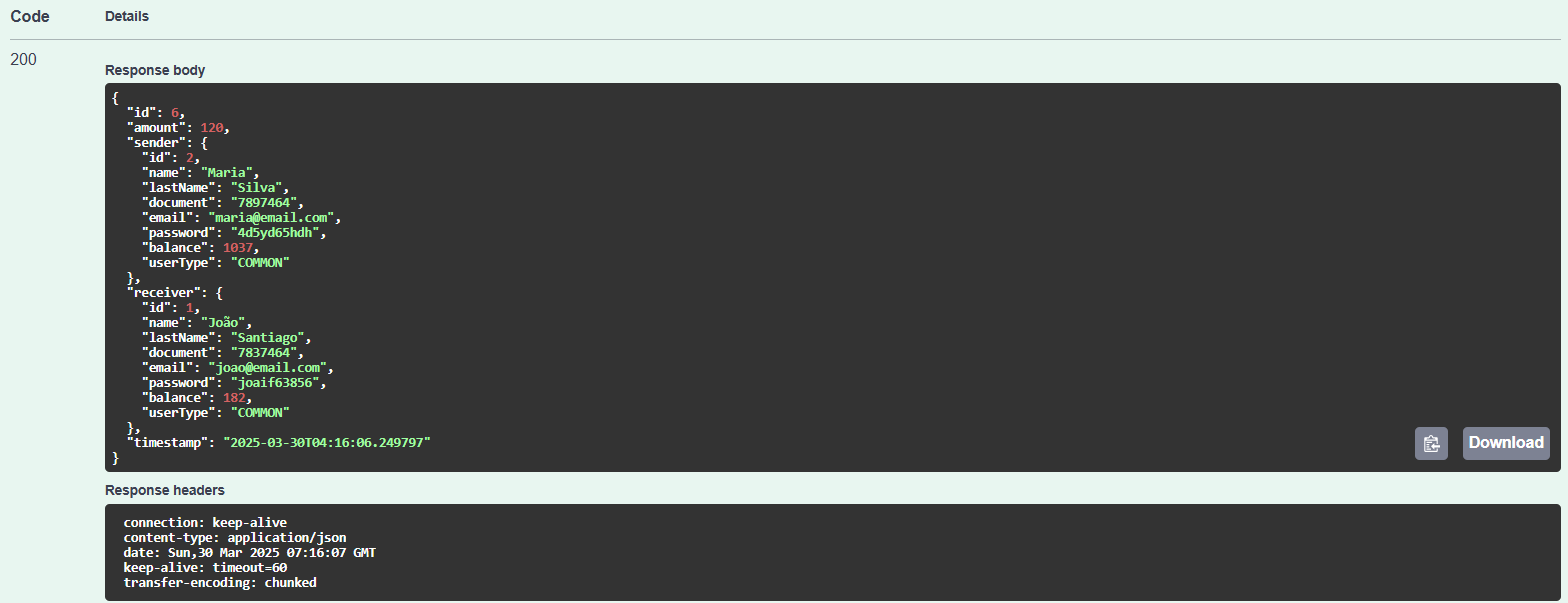 Code Details
200
Response body
{
  "id": 6,
  "amount": 120,
  "sender": {
    "id": 2,
    "name": "Maria",
    "lastName": "Silva",
    "document": "7897464",
    "email": "maria@email.com",
    "password": "4d5yd65hdh",
    "balance": 1037,
    "userType": "COMMON"
  },
  "receiver": {
    "id": 1,
    "name": "João",
    "lastName": "Santiago",
    "document": "7837464",
    "email": "joao@email.com",
    "password": "joaif63856",
    "balance": 182,
    "userType": "COMMON"
  },
  "timestamp": "2025-03-30T04:16:06.249797"
}
Download
Response headers
connection: keep-alive
content-type: application/json
date: Sun,30 Mar 2025 07:16:07 GMT
keep-alive: timeout=60
transfer-encoding: chunked